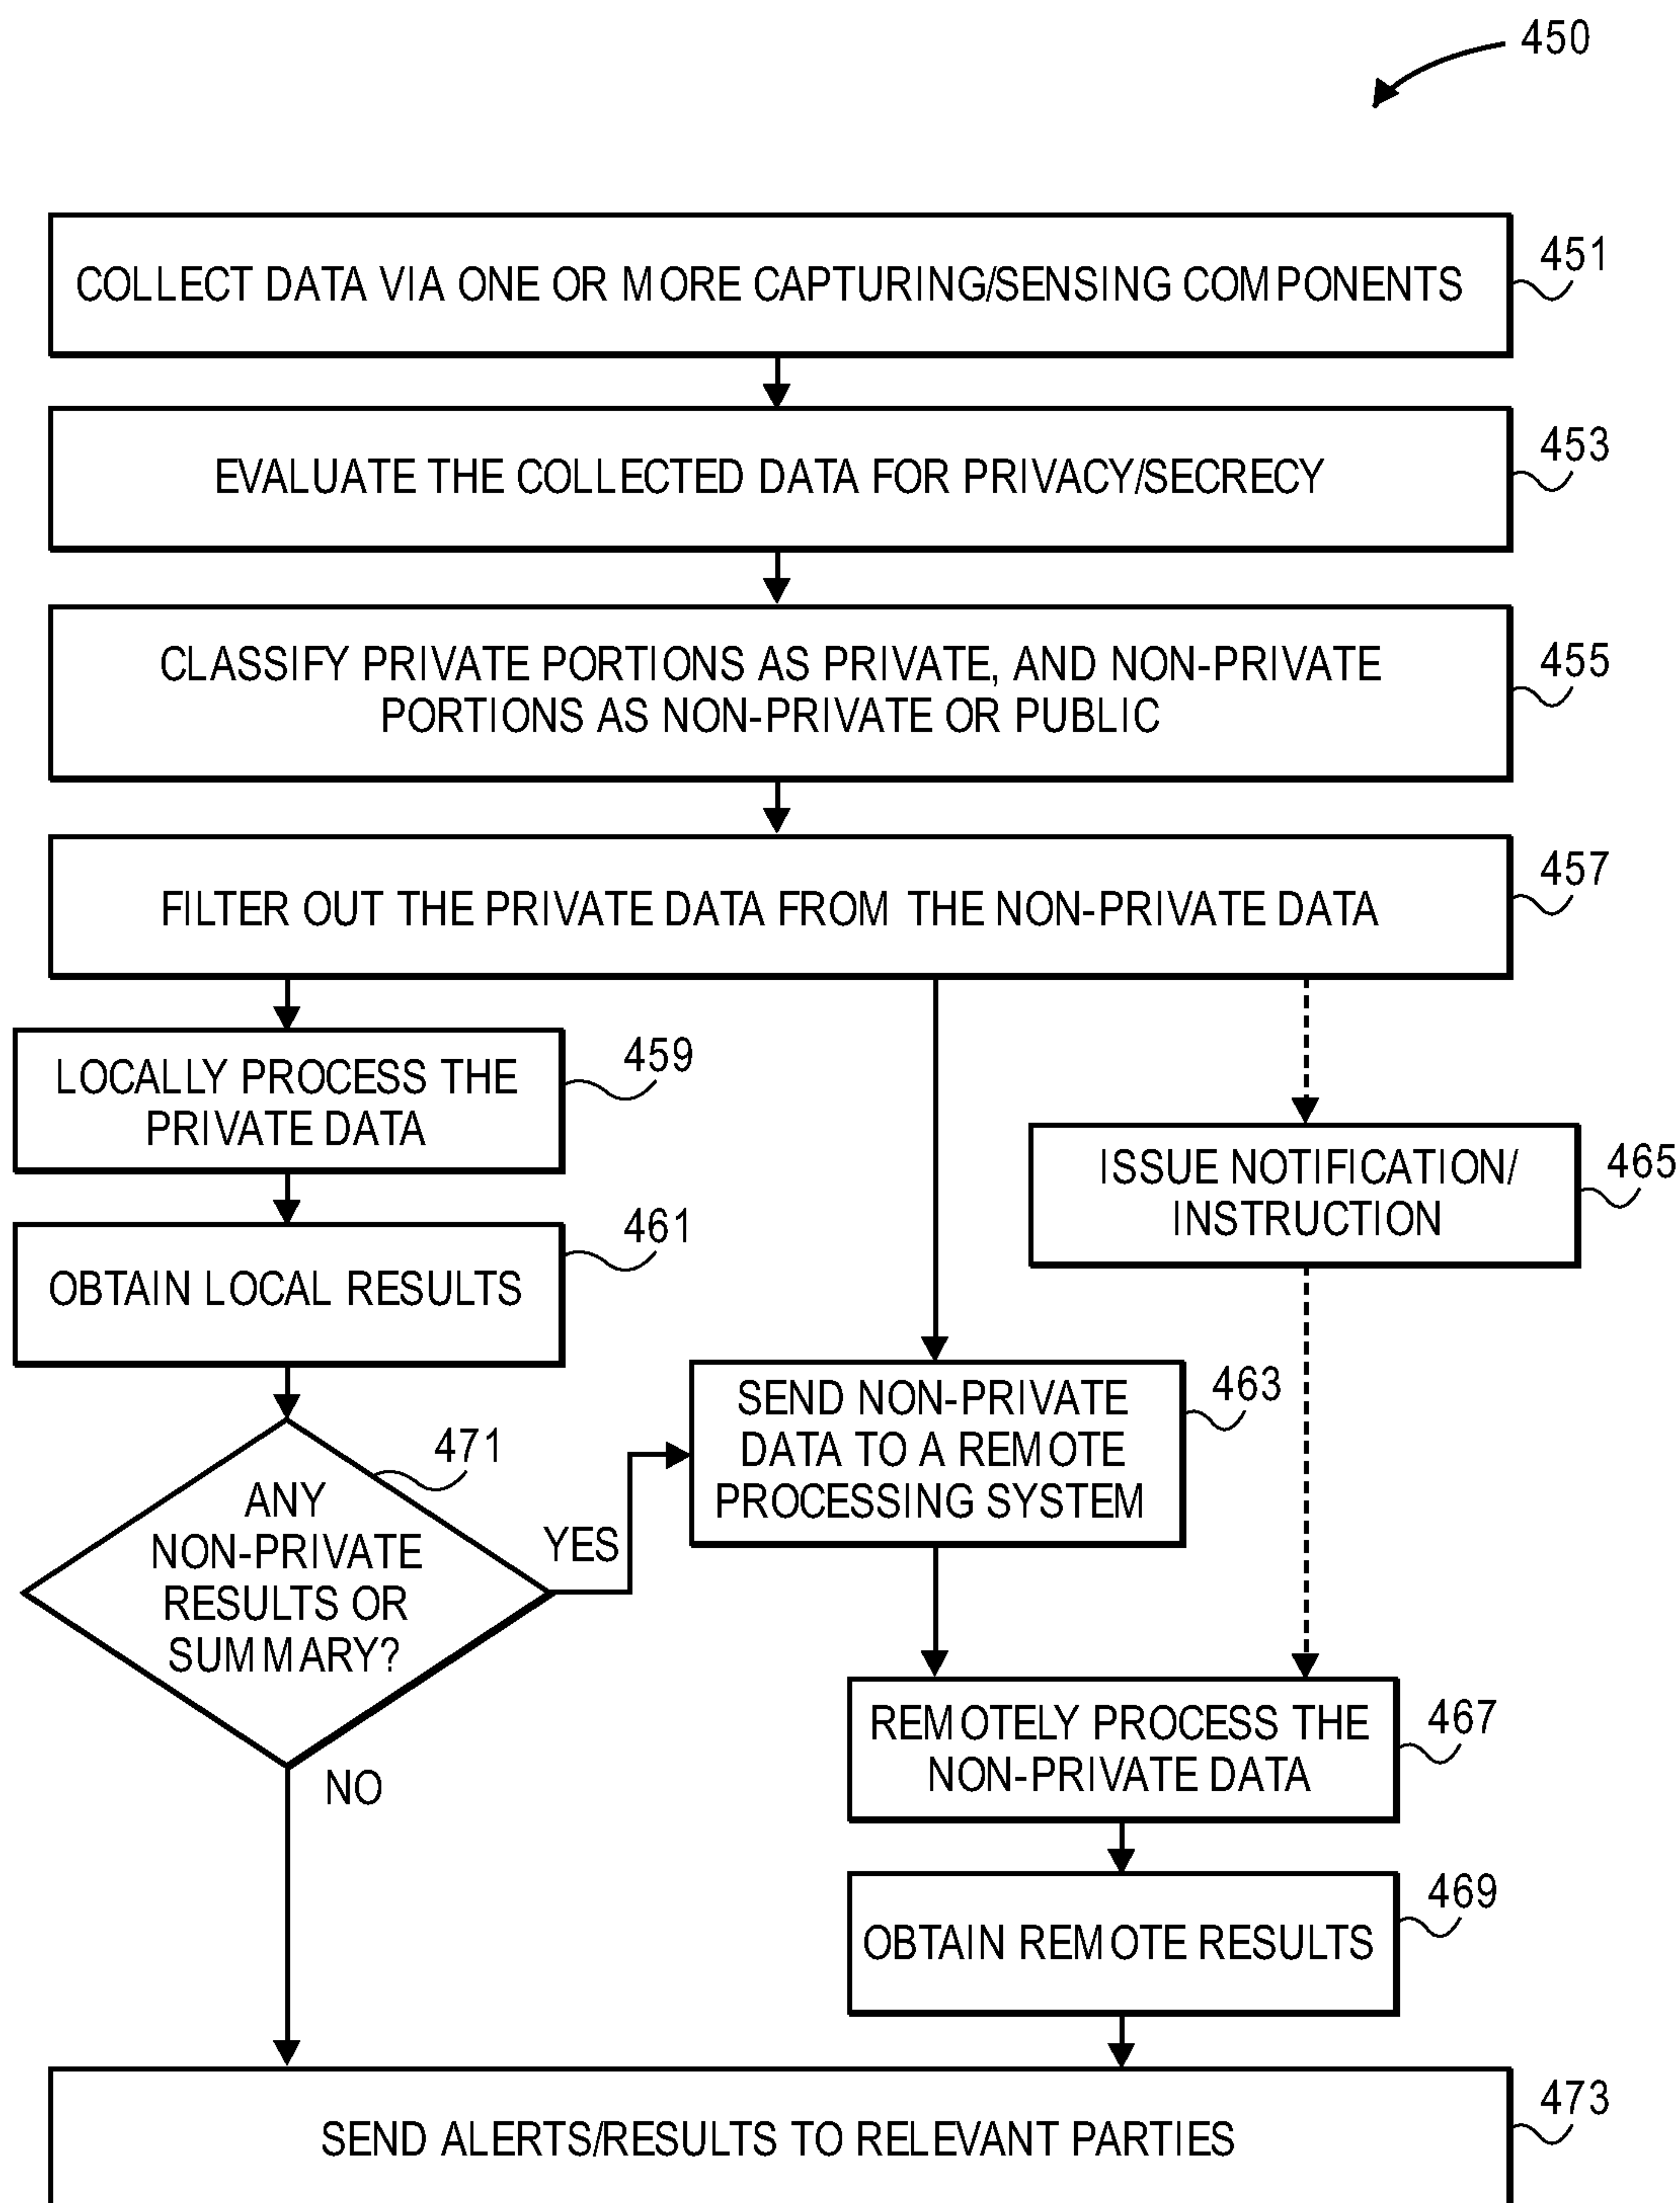 450
COLLECT DATA VIA ONE OR MORE CAPTURING/SENSING COMPONENTS
451
EVALUATE THE COLLECTED DATA FOR PRIVACY/SECRECY
453
CLASSIFY PRIVATE PORTIONS AS PRIVATE, AND NON-PRIVATE
PORTIONS AS NON-PRIVATE OR PUBLIC
455
FILTER OUT THE PRIVATE DATA FROM THE NON-PRIVATE DATA
457
LOCALLY PROCESS THE
PRIVATE DATA
459
OBTAIN LOCAL RESULTS
461
ANY
NON-PRIVATE
RESULTS OR
SUMMARY?
471
YES
NO
SEND NON-PRIVATE
DATA TO A REMOTE
PROCESSING SYSTEM
463
ISSUE NOTIFICATION/
INSTRUCTION
465
REMOTELY PROCESS THE
NON-PRIVATE DATA
467
OBTAIN REMOTE RESULTS
469
SEND ALERTS/RESULTS TO RELEVANT PARTIES
473